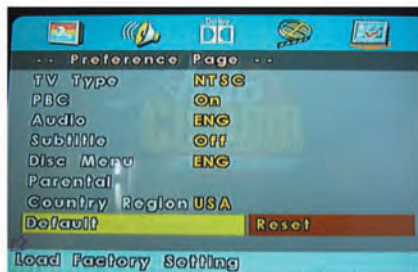 Dolby
-- Preference Page --
TV Type NTSC
PBC On
Audio ENG
Subtitle Off
Disc Menu ENG
Parental
Country Region USA
Default Reset
Load Factory Setting